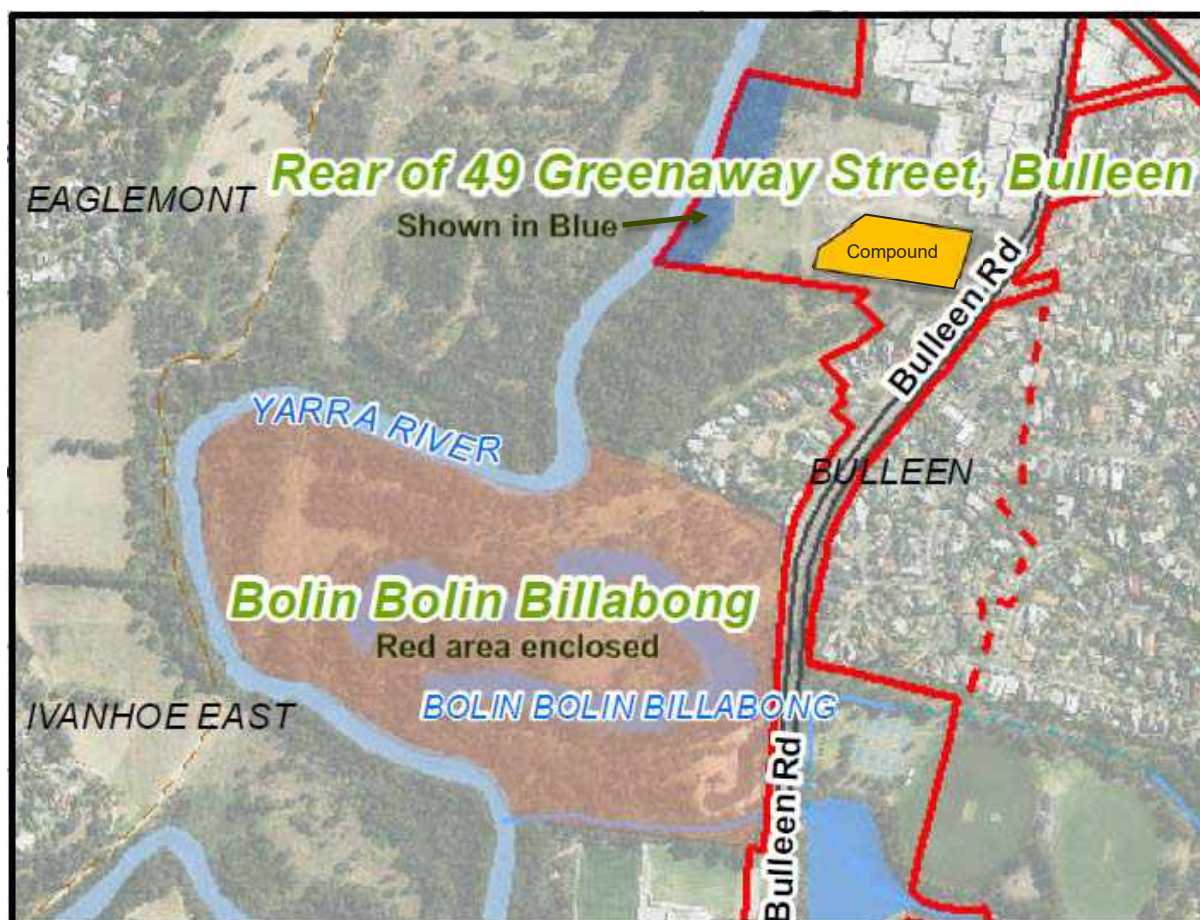 Rear of 49 Greenaway Street, Bulleen
EAGLEMONT
Shown in Blue
Compound
Bulleen Rd
YARRA RIVER
BULLEEN
Bolin Bolin Billabong
Red area enclosed
BOLIN BOLIN BILLABONG
IVANHOE EAST
Bulleen Rd